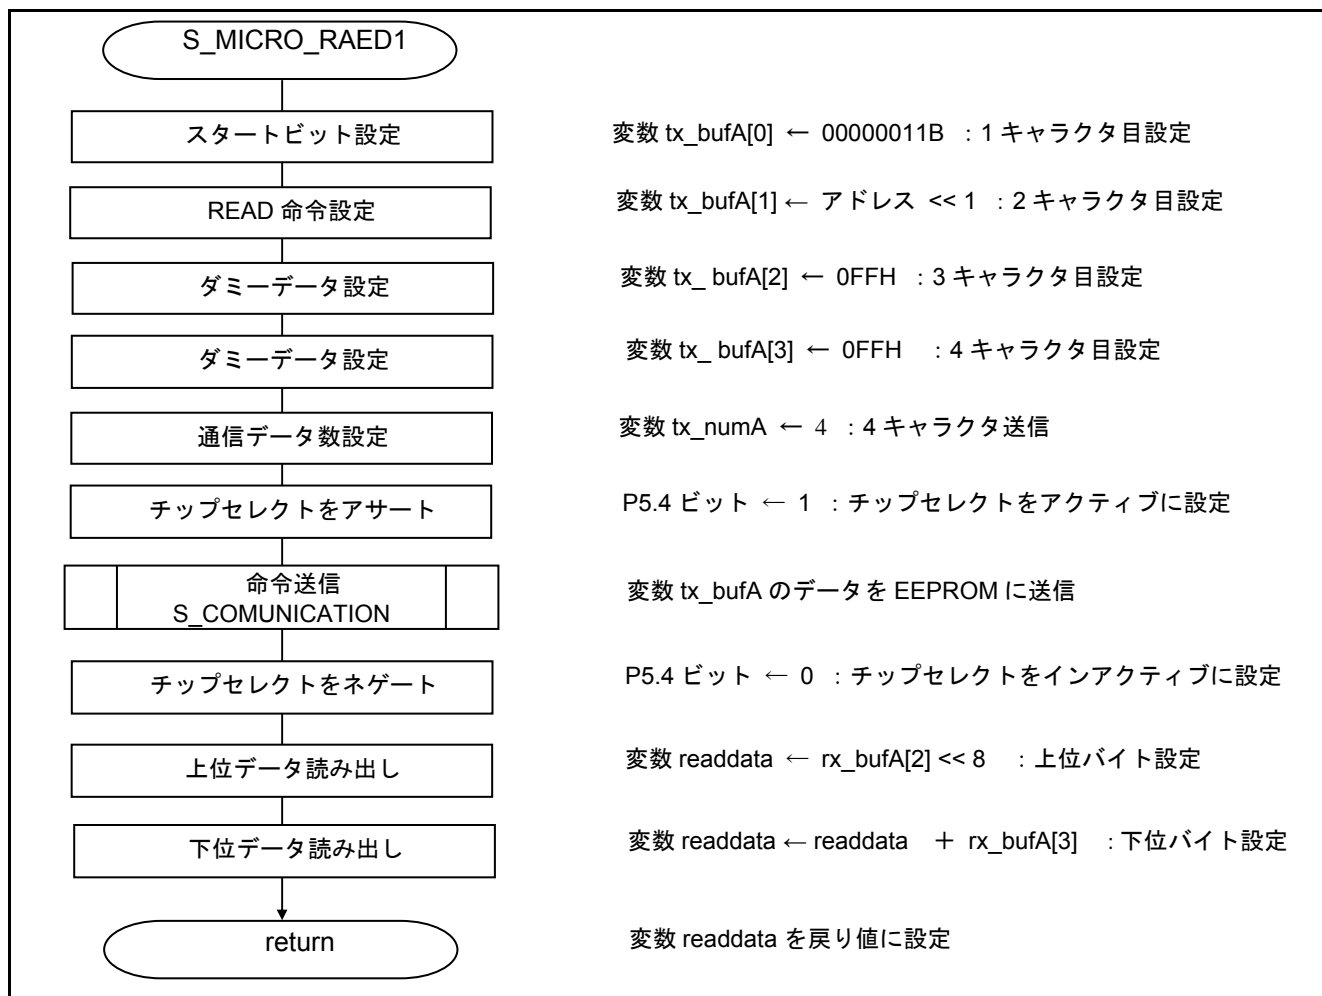 S_MICRO_RAED1
スタートビット設定 変数 tx_bufA[0] ← 00000011B :1 キャラクタ目設定
READ 命令設定 変数 tx_bufA[1]← アドレス << 1 :2 キャラクタ目設定
ダミーデータ設定 変数 tx_ bufA[2] ← 0FFH :3 キャラクタ目設定
ダミーデータ設定 変数 tx_ bufA[3] ← 0FFH :4 キャラクタ目設定
通信データ数設定 変数 tx_numA ← 4 :4 キャラクタ送信
チップセレクトをアサート P5.4 ビット ← 1 :チップセレクトをアクティブに設定
命令送信
S_COMUNICATION 変数 tx_bufA のデータを EEPROM に送信
チップセレクトをネゲート P5.4 ビット ← 0 :チップセレクトをインアクティブに設定
上位データ読み出し 変数 readdata ← rx_bufA[2] << 8 :上位バイト設定
下位データ読み出し 変数 readdata ← readdata + rx_bufA[3] :下位バイト設定
return 変数 readdata を戻り値に設定